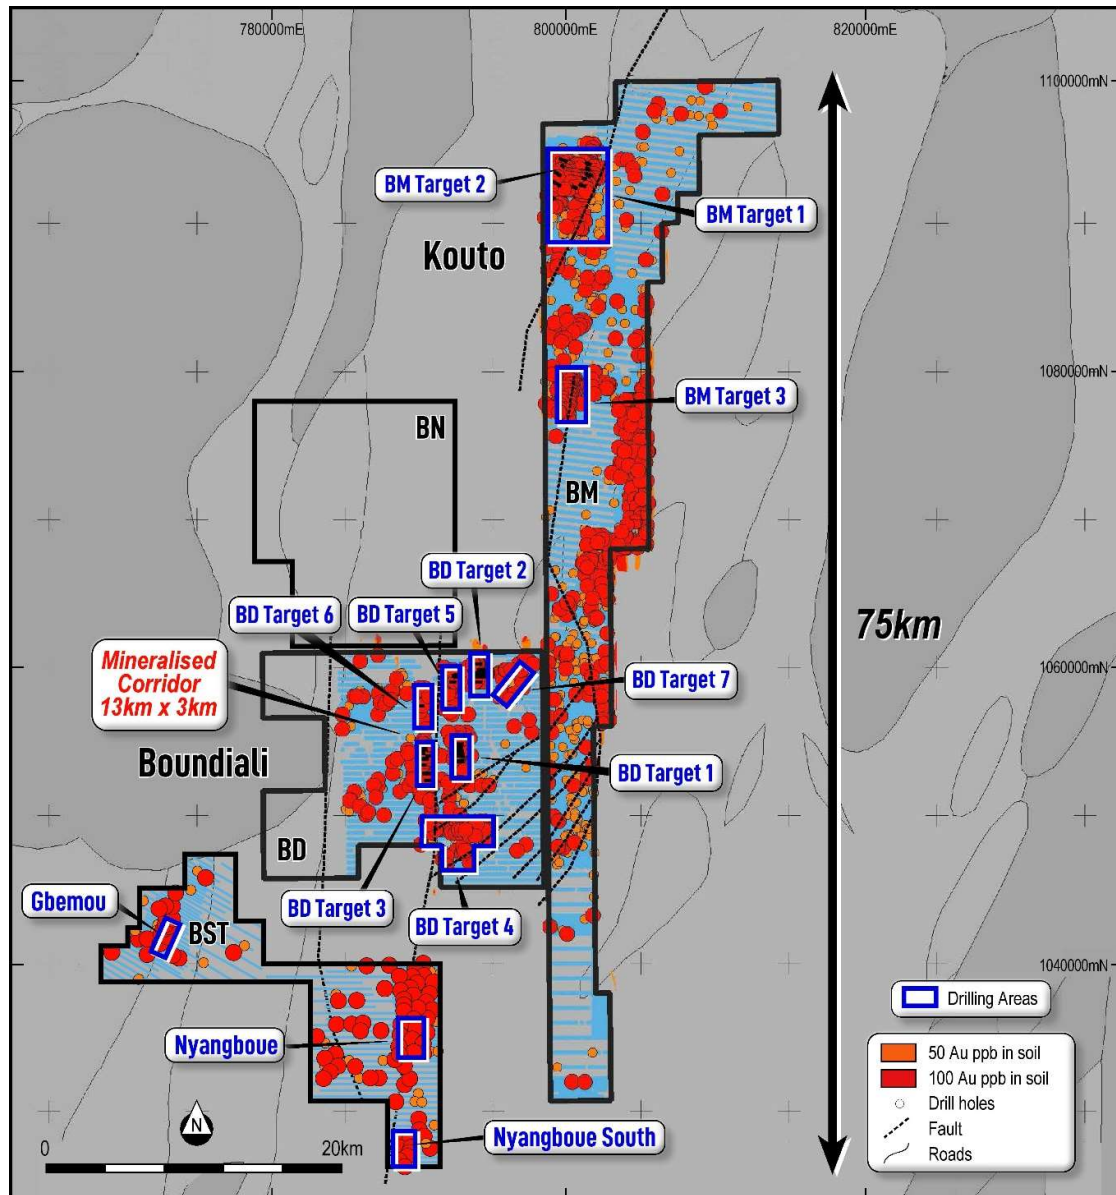 780000mE
800000mE
820000mE
1100000mN
BM Target 2
BM Target 1
Kouto
1080000mN
BM Target 3
BN
BM
BD Target 2
BD Target 5
BD Target 6
75km
Mineralised
Corridor
13km x 3km
1060000mN
BD Target 7
Boundiali
BD Target 1
BD
BD Target 3
BD Target 4
Gbemou
BST
1040000mN
Drilling Areas
Nyangboue
50 Au ppb in soil
100 Au ppb in soil
Drill holes
Fault
Roads
N
Nyangboue South
0
20km